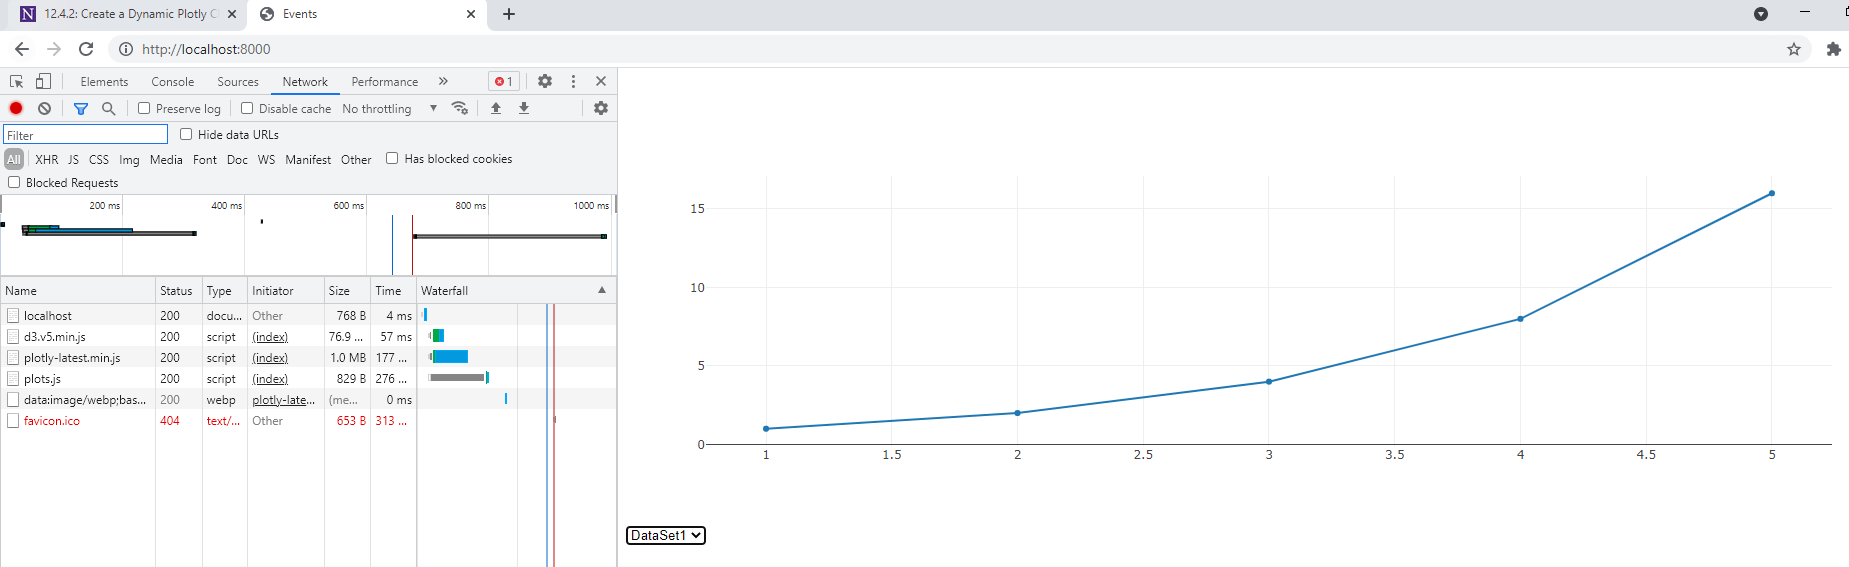 N 12.4.2: Create a Dynamic Plotly C
Events
http://localhost:8000
Elements Console Sources Network Performance » 1
Preserve log Disable cache No throttling
Filter Hide data URLs
All XHR JS CSS Img Media Font Doc WS Manifest Other Has blocked cookies
Blocked Requests
200 ms 400 ms 600 ms 800 ms 1000 ms
Name Status Type Initiator Size Time Waterfall
localhost 200 docu... Other 768 B 4 ms
d3.v5.min.js 200 script (index) 76.9 ... 57 ms
plotly-latest.min.js 200 script (index) 1.0 MB 177 ...
plots.js 200 script (index) 829 B 276 ...
data:image/webp;bas... 200 webp plotly-late... (me... 0 ms
favicon.ico 404 text/... Other 653 B 313 ...
15
10
5
0
1 1.5 2 2.5 3 3.5 4 4.5 5
DataSet1